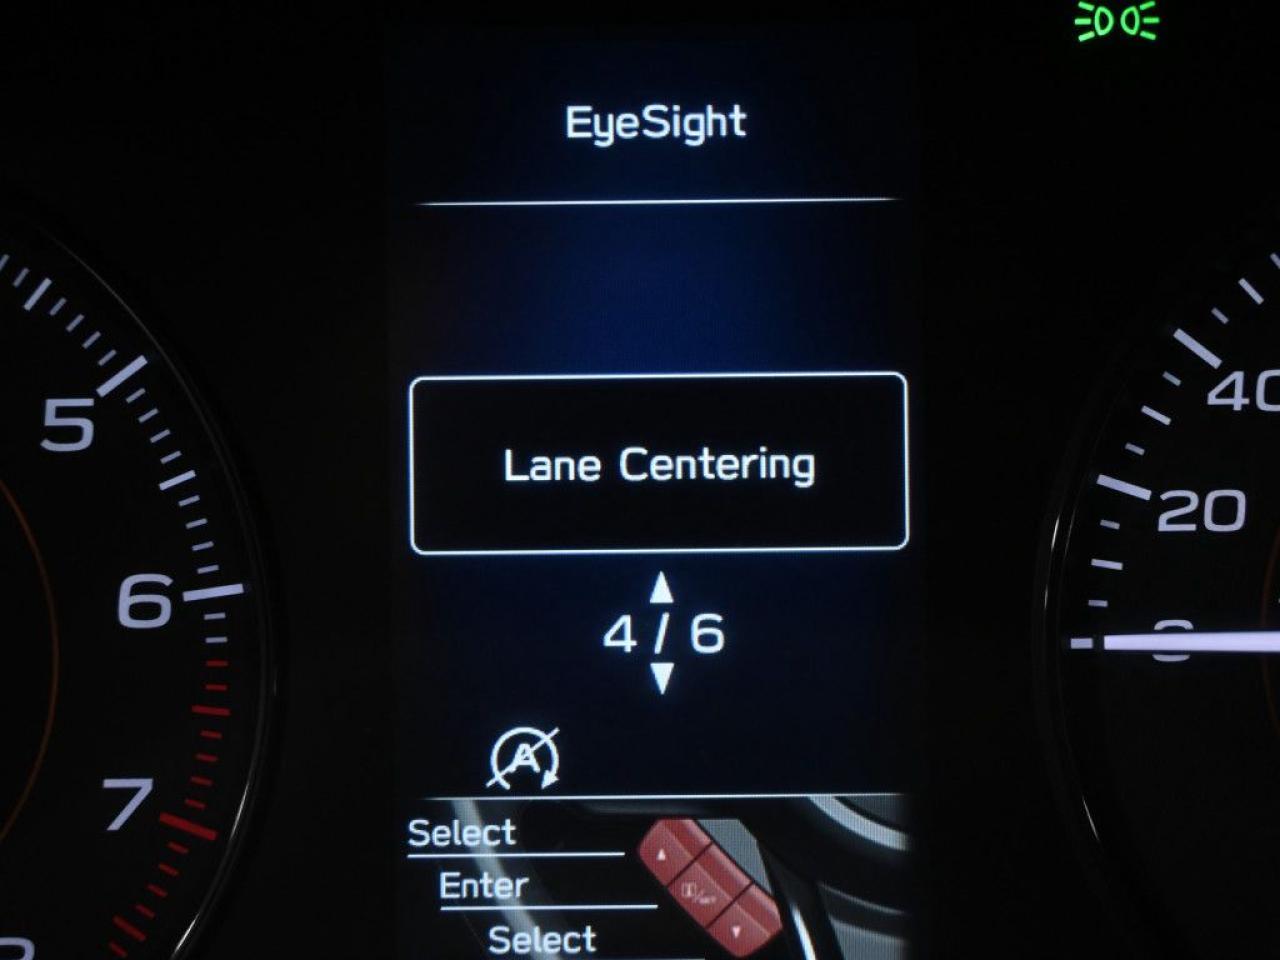 EyeSight
Lane Centering
4 / 6
A
Select
Enter
Select
5
6
7
40
20